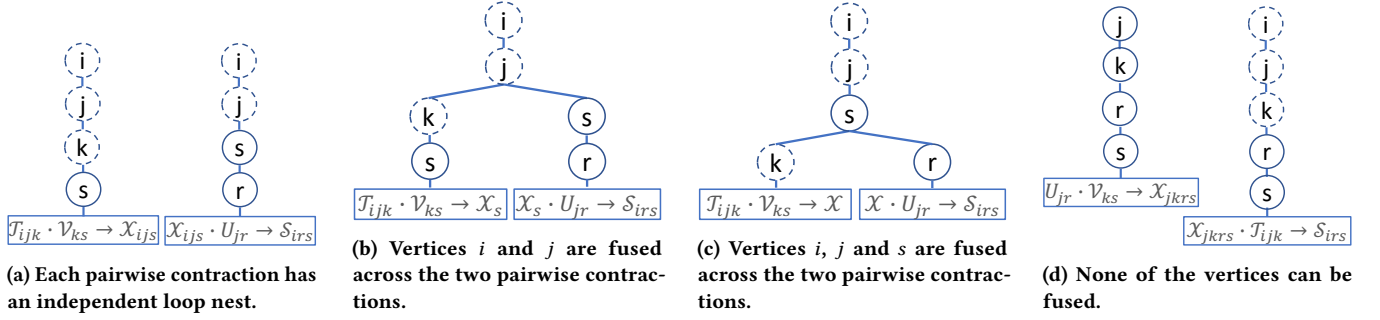 i
j
k
s
𝒯ijk · 𝒱ks → 𝒳ijs
i
j
s
r
𝒳ijs · Ujr → 𝒮irs
(a) Each pairwise contraction has
an independent loop nest.
i
j
k
s
s
r
𝒯ijk · 𝒱ks → 𝒳s
𝒳s · Ujr → 𝒮irs
(b) Vertices i and j are fused
across the two pairwise contrac-
tions.
i
j
s
k
r
𝒯ijk · 𝒱ks → 𝒳
𝒳 · Ujr → 𝒮irs
(c) Vertices i, j and s are fused
across the two pairwise contrac-
tions.
j
k
r
s
Ujr · 𝒱ks → 𝒳jkrs
i
j
k
r
s
𝒳jkrs · 𝒯ijk → 𝒮irs
(d) None of the vertices can be
fused.